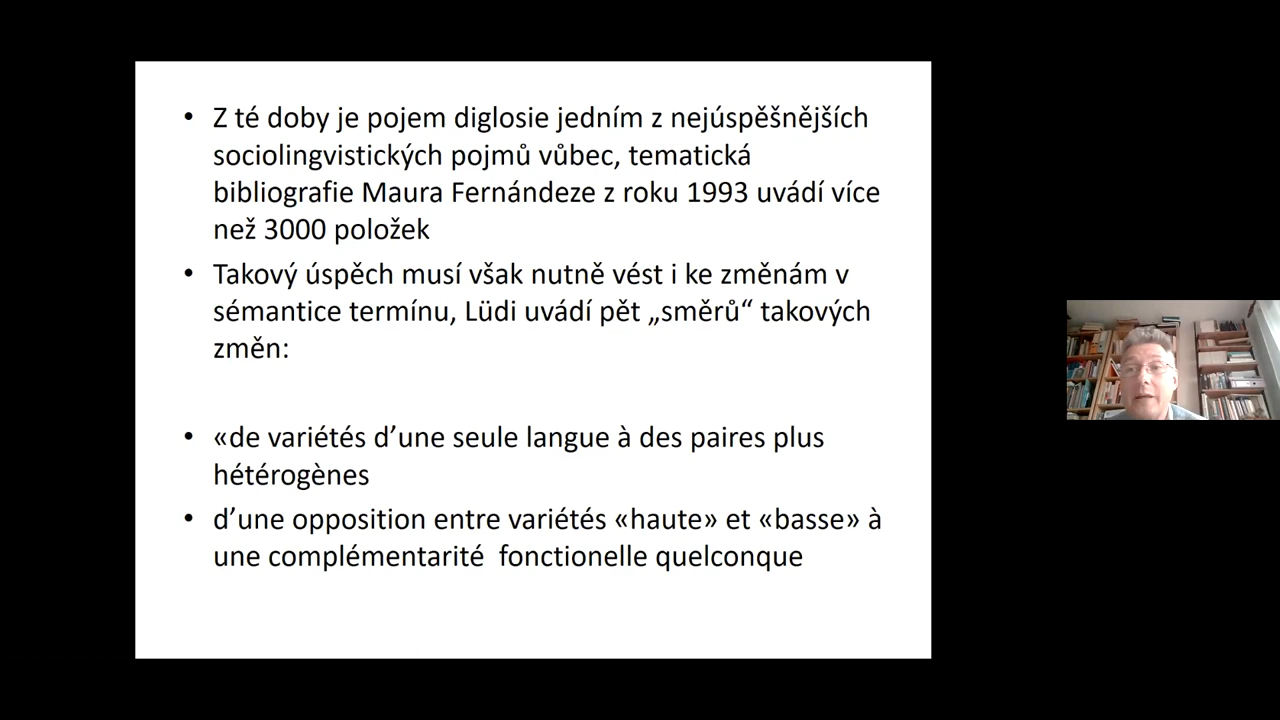 • Z té doby je pojem diglosie jedním z nejúspěšnějších
sociolingvistických pojmů vůbec, tematická
bibliografie Maura Fernándeze z roku 1993 uvádí více
než 3000 položek
• Takový úspěch musí však nutně vést i ke změnám v
sémantice termínu, Lüdi uvádí pět „směrů“ takových
změn:
• «de variétés d’une seule langue à des paires plus
hétérogènes
• d’une opposition entre variétés «haute» et «basse» à
une complémentarité  fonctionelle quelconque